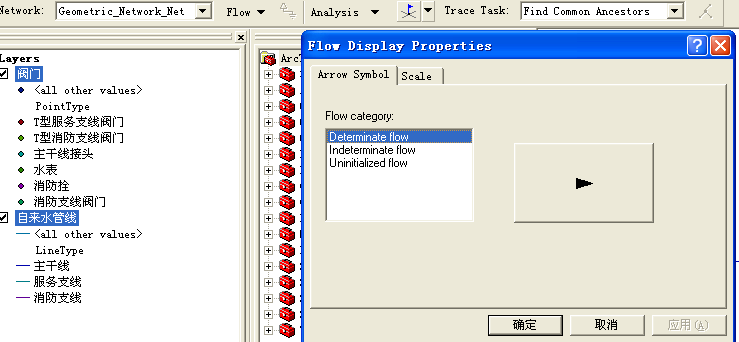 Network: Geometric_Network_Net Flow Analysis Trace Task: Find Common Ancestors
Layers
阀门
<all other values>
PointType
T型服务支线阀门
T型消防支线阀门
主干线接头
水表
消防拴
消防支线阀门
自来水管线
<all other values>
LineType
主干线
服务支线
消防支线
Flow Display Properties
Arrow Symbol Scale
Flow category:
Determinate flow
Indeterminate flow
Uninitialized flow
确定 取消 应用(A)